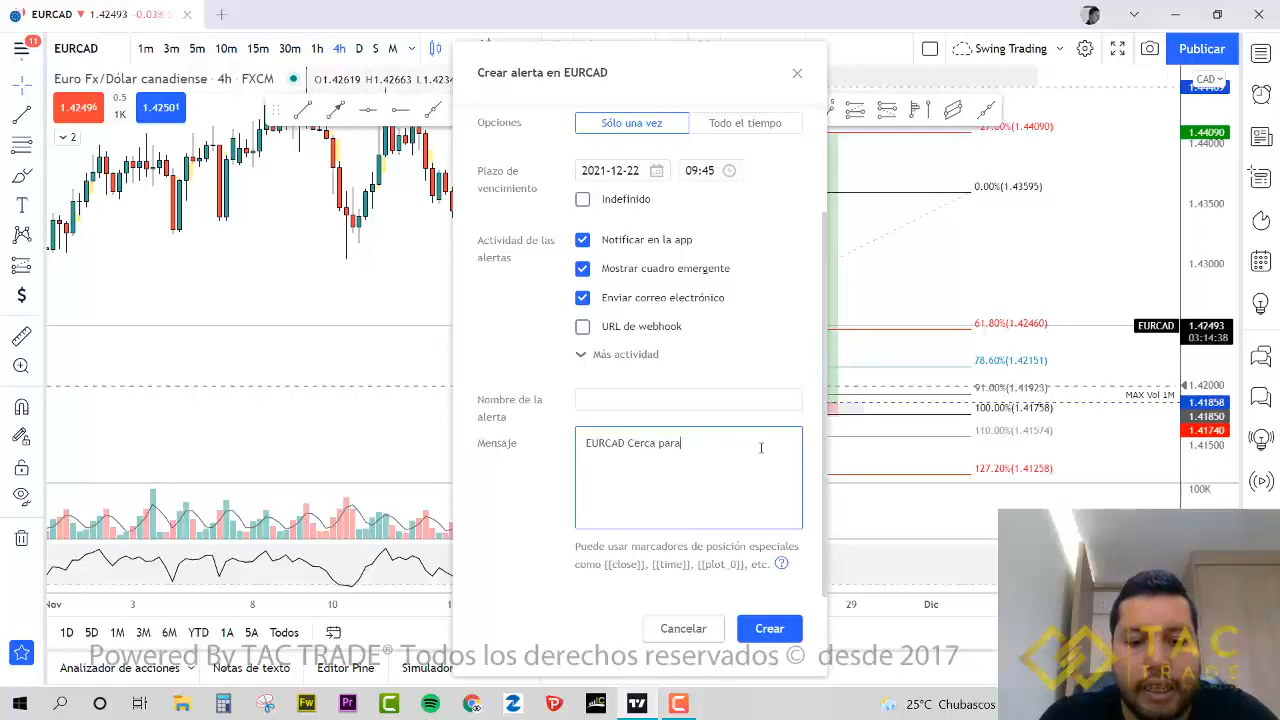 EURCAD ▼ 1.42493 −0.03% S
EURCAD 1m 3m 5m 10m 15m 30m 1h 4h D S M
Swing Trading Publicar
Crear alerta en EURCAD
Euro Fx/Dólar canadiense · 4h · FXCM O1.42619 H1.42663 L1.424
CAD
1.42496 0.5 1K 1.42501
2
Opciones Sólo una vez Todo el tiempo
Plazo de vencimiento 2021-12-22 09:45
Indefinido
Actividad de las alertas
Notificar en la app
Mostrar cuadro emergente
Enviar correo electrónico
URL de webhook
Más actividad
Nombre de la alerta
Mensaje EURCAD Cerca para
Puede usar marcadores de posición especiales
como {{close}}, {{time}}, {{plot_0}}, etc.
Cancelar Crear
1.44090
1.44000
0.00%(1.43595)
1.43500
1.43000
61.80%(1.42460)
EURCAD 1.42493
03:14:38
78.60%(1.42151)
1.42000
91.00%(1.41923)
MAX Vol 1M
1.41858
100.00%(1.41758)
1.41850
110.00%(1.41574)
1.41740
1.41500
127.20%(1.41258)
100K
Nov 3 8 10 29 Dic
1D 5D 1M 3M 6M YTD 1A 5A Todos
Powered By TAC TRADE® Todos los derechos reservados © desde 2017
Analizador de acciones Notas de texto Editor Pine Simulador
TAC
TRADE
25°C Chubascos
11